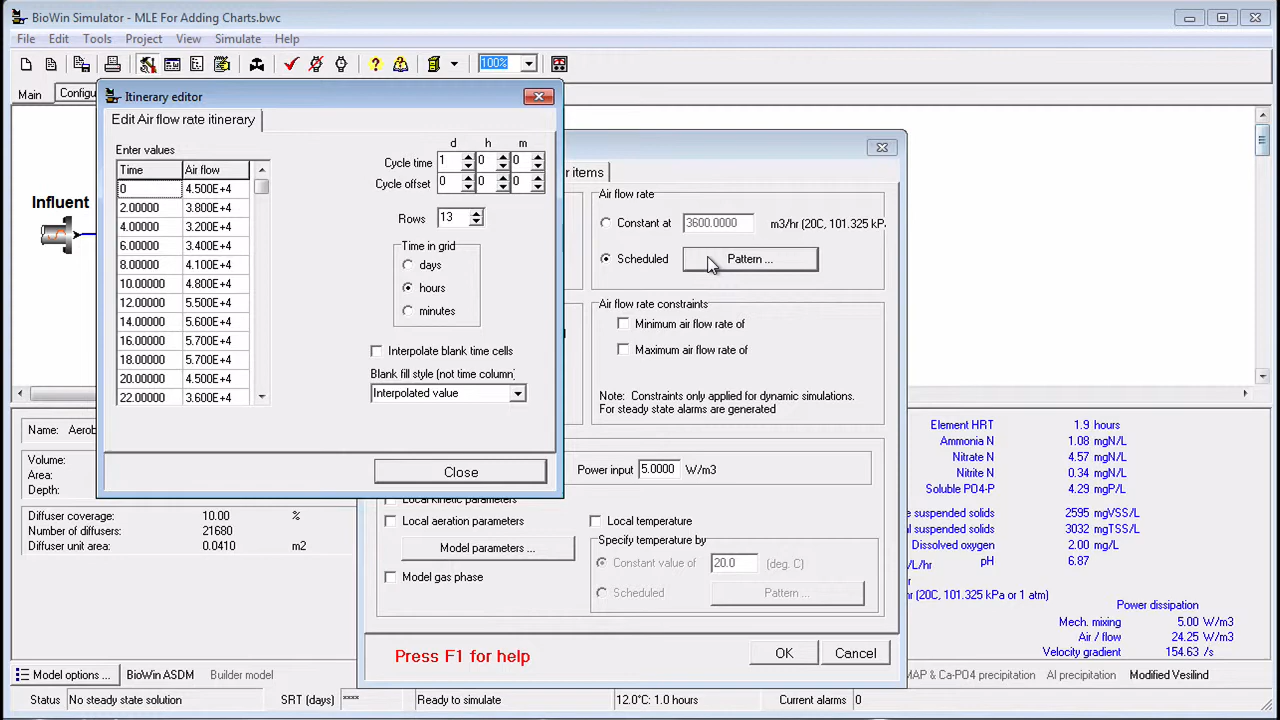 BioWin Simulator - MLE For Adding Charts.bwc
File Edit Tools Project View Simulate Help
100%
Main
Itinerary editor
Edit Air flow rate itinerary
Enter values
Time Air flow
0 4.500E+4
2.00000 3.800E+4
4.00000 3.200E+4
6.00000 3.400E+4
8.00000 4.100E+4
10.00000 4.800E+4
12.00000 5.500E+4
14.00000 5.600E+4
16.00000 5.700E+4
18.00000 5.700E+4
20.00000 4.500E+4
22.00000 3.600E+4
d h m
Cycle time 1 0 0
Cycle offset 0 0 0
Rows 13
Time in grid
days
hours
minutes
Interpolate blank time cells
Blank fill style (not time column)
Interpolated value
Close
Influent
items
Air flow rate
Constant at 3600.0000 m3/hr (20C, 101.325 kPa
Scheduled Pattern ...
Air flow rate constraints
Minimum air flow rate of
Maximum air flow rate of
Note: Constraints only applied for dynamic simulations.
For steady state alarms are generated
Power input 5.0000 W/m3
Local kinetic parameters
Local aeration parameters
Model parameters ...
Model gas phase
Local temperature
Specify temperature by
Constant value of 20.0 (deg. C)
Scheduled Pattern ...
Press F1 for help
OK Cancel
Name: Aerob
Volume:
Area:
Depth:
Diffuser coverage: 10.00 %
Number of diffusers: 21680
Diffuser unit area: 0.0410 m2
Element HRT 1.9 hours
Ammonia N 1.08 mgN/L
Nitrate N 4.57 mgN/L
Nitrite N 0.34 mgN/L
Soluble PO4-P 4.29 mgP/L
suspended solids 2595 mgVSS/L
suspended solids 3032 mgTSS/L
Dissolved oxygen 2.00 mg/L
pH 6.87
/L/hr
(20C, 101.325 kPa or 1 atm)
Power dissipation
Mech. mixing 5.00 W/m3
Air / flow 24.25 W/m3
Velocity gradient 154.63 /s
Model options ... BioWin ASDM Builder model
MAP & Ca-PO4 precipitation Al precipitation Modified Vesilind
Status No steady state solution SRT (days) **** Ready to simulate 12.0°C: 1.0 hours Current alarms 0